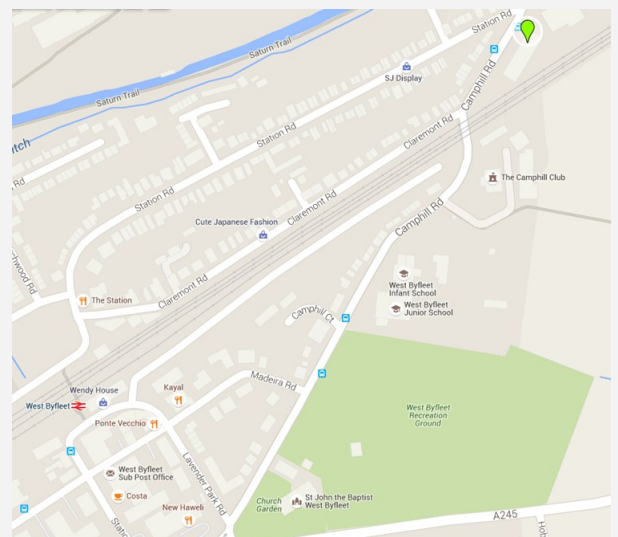 Station Rd
SJ Display
Saturn Trail
Saturn Trail
Camphill Rd
Station Rd
Claremont Rd
The Camphill Club
Station Rd
Claremont Rd
Cute Japanese Fashion
Camphill Rd
Claremont Rd
West Byfleet
Infant School
West Byfleet
Junior School
The Station
Camphill Ct
Madeira Rd
Kayal
Wendy House
West Byfleet
West Byfleet
Recreation
Ground
Ponte Vecchio
West Byfleet
Sub Post Office
Lavender Park Rd
Costa
New Haweli
Church
Garden
St John the Baptist
West Byfleet
A245